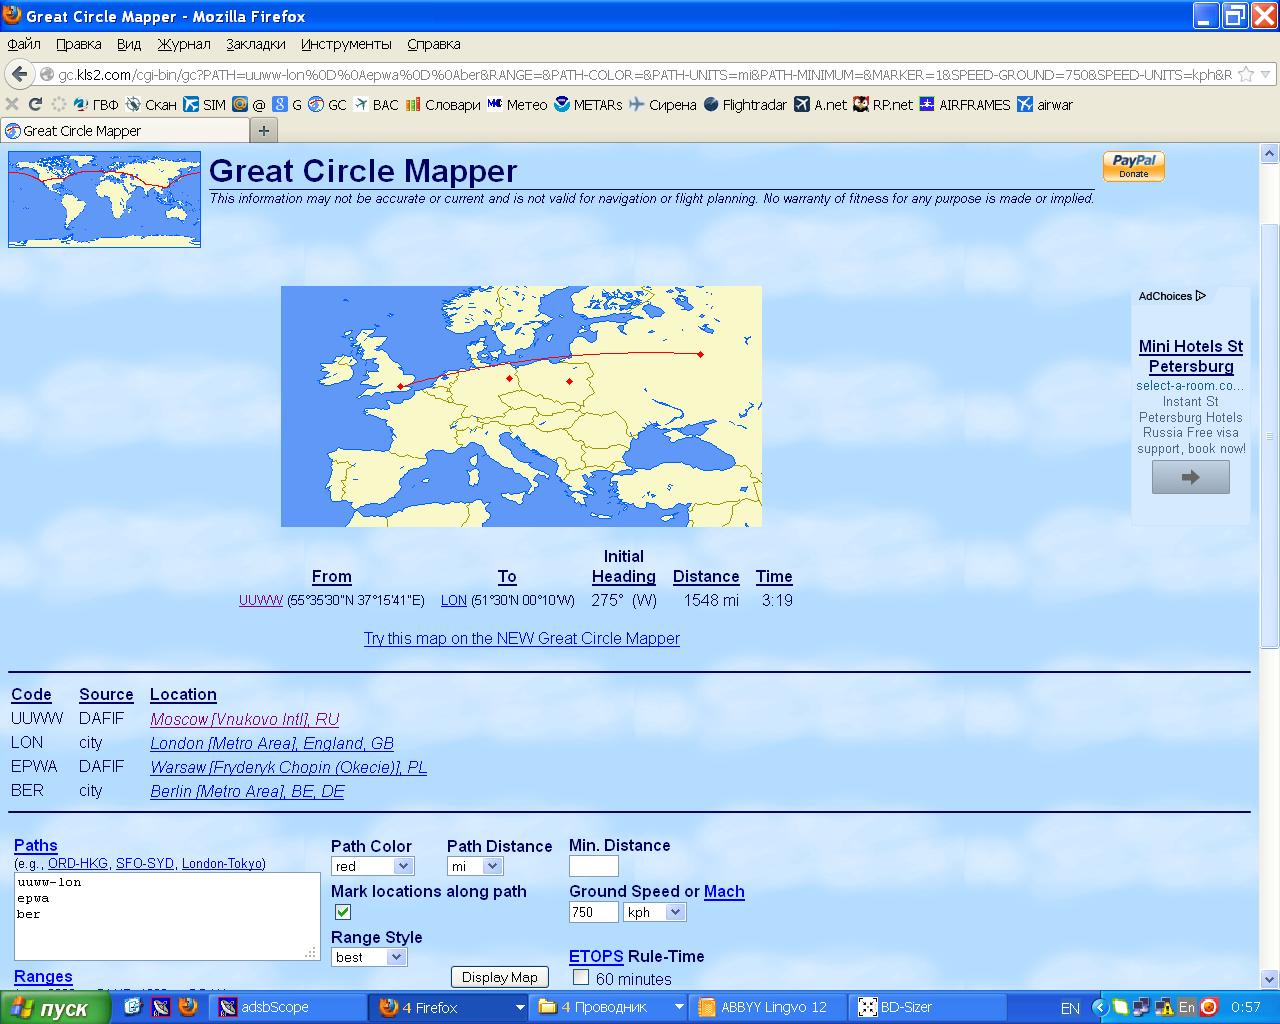 Great Circle Mapper - Mozilla Firefox
Файл Правка Вид Журнал Закладки Инструменты Справка
gc.kls2.com/cgi-bin/gc?PATH=uuww-lon%0D%0Aepwa%0D%0Aber&RANGE=&PATH-COLOR=&PATH-UNITS=mi&PATH-MINIMUM=&MARKER=1&SPEED-GROUND=750&SPEED-UNITS=kph&R
ГВФ Скан SIM @ G GC BAC Словари Метео METARs Сирена Flightradar A.net RP.net AIRFRAMES airwar
Great Circle Mapper
Great Circle Mapper
PayPal
Donate
This information may not be accurate or current and is not valid for navigation or flight planning. No warranty of fitness for any purpose is made or implied.
AdChoices
Mini Hotels St
Petersburg
select-a-room.co...
Instant St
Petersburg Hotels
Russia Free visa
support, book now!
Initial
From To Heading Distance Time
UUWW (55°35'30"N 37°15'41"E) LON (51°30'N 00°10'W) 275° (W) 1548 mi 3:19
Try this map on the NEW Great Circle Mapper
Code Source Location
UUWW DAFIF Moscow [Vnukovo Intl], RU
LON city London [Metro Area], England, GB
EPWA DAFIF Warsaw [Fryderyk Chopin (Okecie)], PL
BER city Berlin [Metro Area], BE, DE
Paths Path Color Path Distance Min. Distance
(e.g., ORD-HKG, SFO-SYD, London-Tokyo)
red mi
uuww-lon
epwa
ber
Mark locations along path Ground Speed or Mach
750 kph
Range Style
best
ETOPS Rule-Time
Ranges
Display Map
60 minutes
пуск adsbScope 4 Firefox 4 Проводник ABBYY Lingvo 12 BD-Sizer EN En 0:57